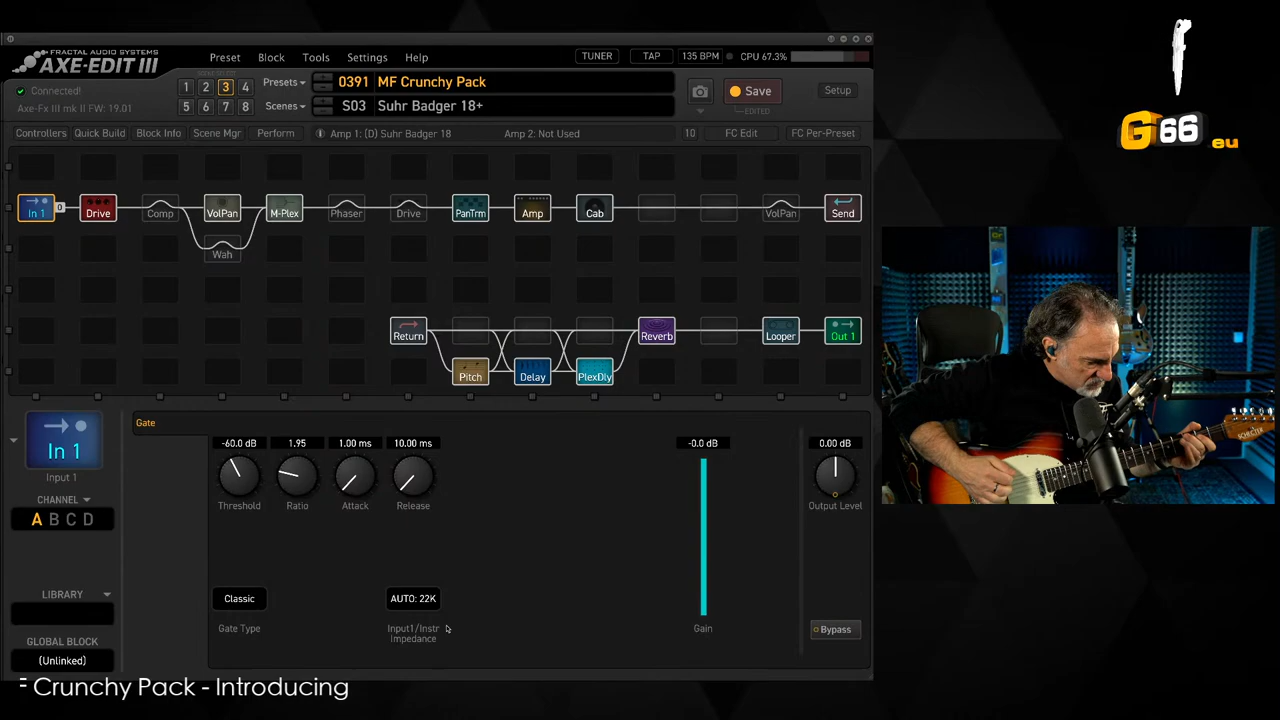 FRACTAL AUDIO SYSTEMS
AXE-EDIT III
Preset Block Tools Settings Help
TUNER TAP 135 BPM CPU 67.3%
Connected!
Axe-Fx III mk II FW: 19.01
SCENE SELECT
1 2 3 4
5 6 7 8
Presets 0391 MF Crunchy Pack
Scenes S03 Suhr Badger 18+
Save
EDITED
Setup
Controllers Quick Build Block Info Scene Mgr Perform Amp 1: (D) Suhr Badger 18 Amp 2: Not Used 10 FC Edit FC Per-Preset
In 1 0 Drive Comp VolPan M-Plex Phaser Drive PanTrm Amp Cab VolPan Send
Wah
Return Reverb Looper Out 1
Pitch Delay PlexDly
In 1
Input 1
CHANNEL
A B C D
LIBRARY
GLOBAL BLOCK
(Unlinked)
Gate
-60.0 dB 1.95 1.00 ms 10.00 ms -0.0 dB 0.00 dB
Threshold Ratio Attack Release Output Level
Classic AUTO: 22K
Gate Type Input1/Instr Impedance Gain
Bypass
Crunchy Pack - Introducing
G66
.eu
SCHECTER